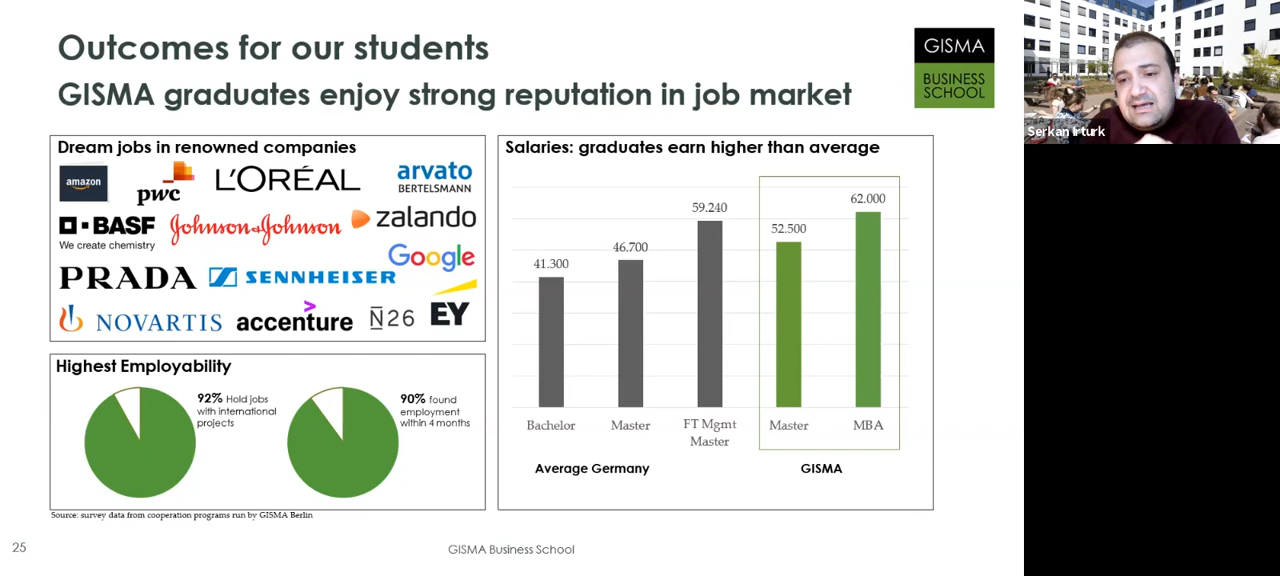 Outcomes for our students
GISMA graduates enjoy strong reputation in job market
GISMA
BUSINESS
SCHOOL
Serkan Irturk
Dream jobs in renowned companies
amazon
pwc
L'ORÉAL
arvato
BERTELSMANN
BASF
We create chemistry
Johnson & Johnson
zalando
Google
PRADA
SENNHEISER
NOVARTIS
accenture
N26
EY
Highest Employability
92% Hold jobs
with international
projects
90% found
employment
within 4 months
Source: survey data from cooperation programs run by GISMA Berlin
Salaries: graduates earn higher than average
41.300
46.700
59.240
52.500
62.000
Bachelor
Master
FT Mgmt
Master
Master
MBA
Average Germany
GISMA
25
GISMA Business School